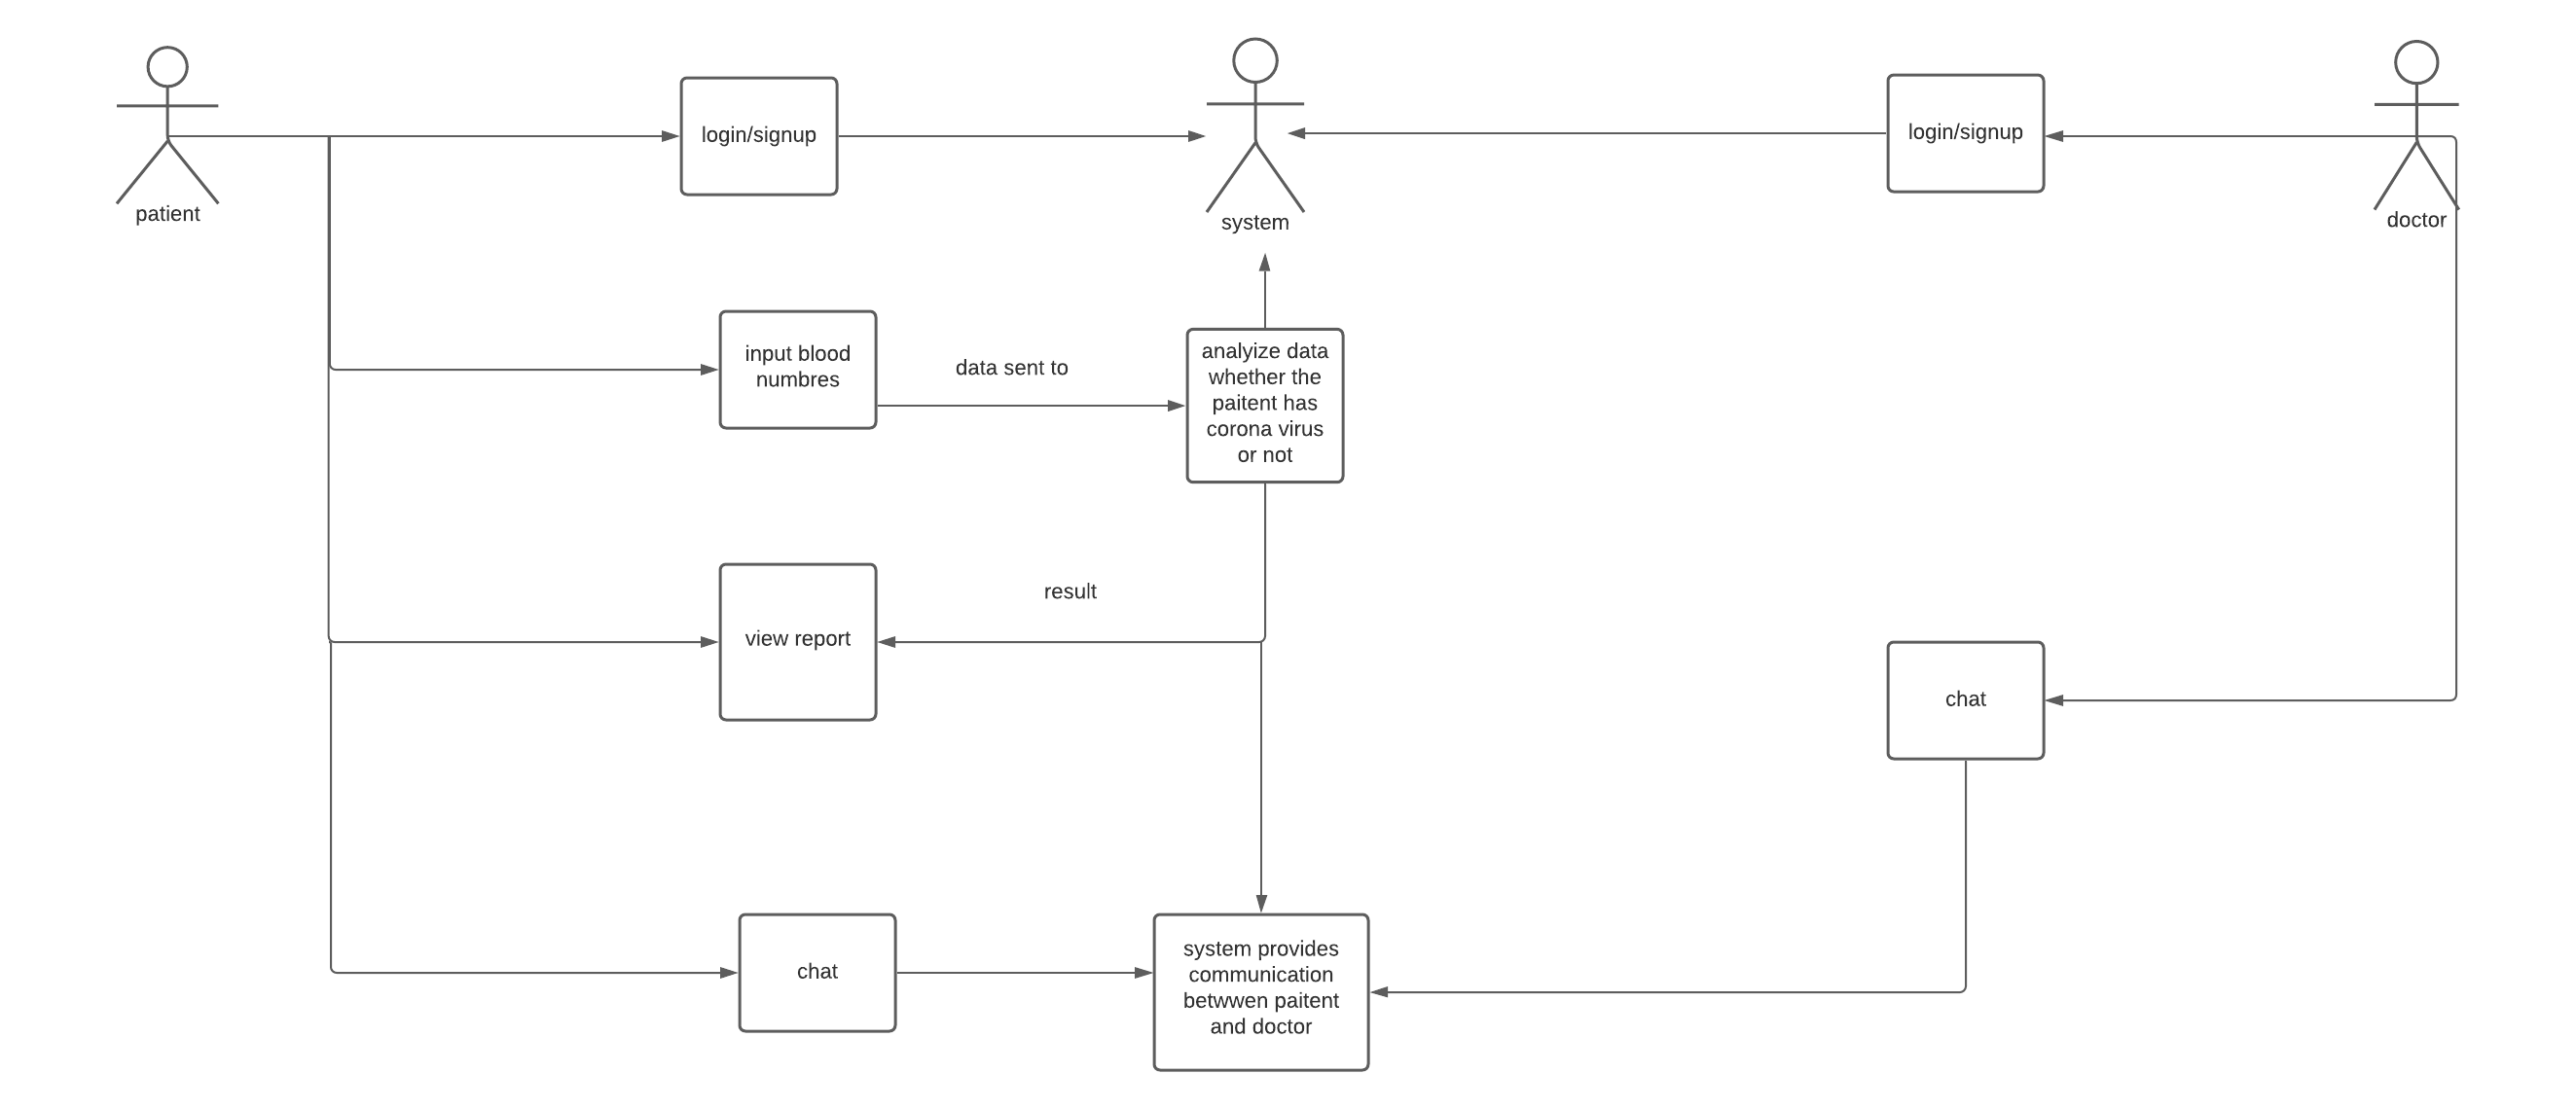 login/signup
login/signup
patient
system
doctor
input blood
numbres
data sent to
analyize data
whether the
paitent has
corona virus
or not
result
view report
chat
chat
system provides
communication
betwwen paitent
and doctor